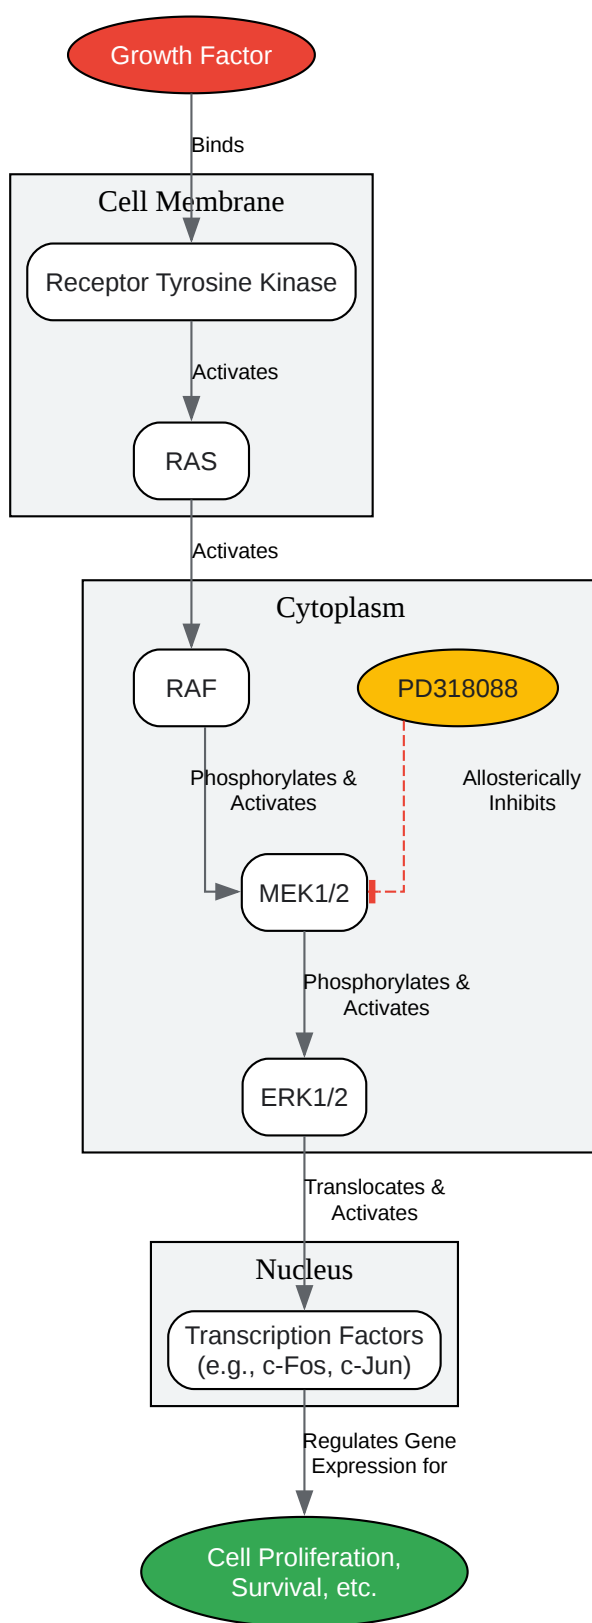 Growth Factor
Binds
Cell Membrane
Receptor Tyrosine Kinase
Activates
RAS
Activates
Cytoplasm
RAF
PD318088
Phosphorylates &
Activates
Allosterically
Inhibits
MEK1/2
Phosphorylates &
Activates
ERK1/2
Translocates &
Activates
Nucleus
Transcription Factors
(e.g., c-Fos, c-Jun)
Regulates Gene
Expression for
Cell Proliferation,
Survival, etc.